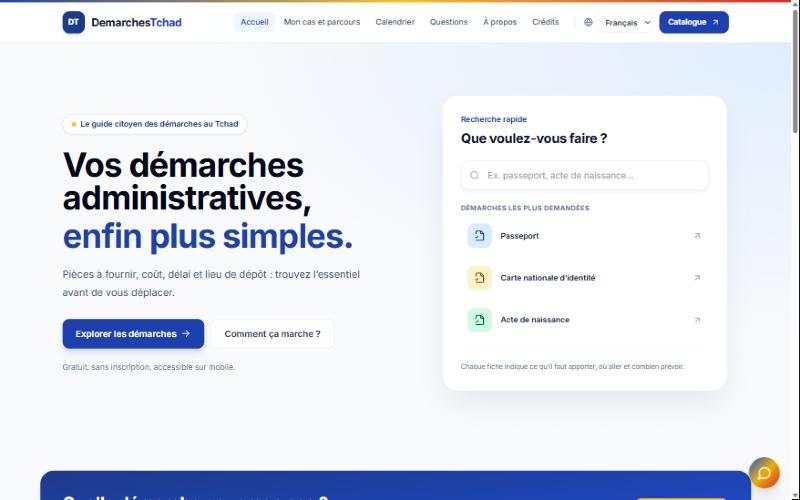 DT DemarchesTchad Accueil Mon cas et parcours Calendrier Questions À propos Crédits Français Catalogue
Le guide citoyen des démarches au Tchad
Vos démarches
administratives,
enfin plus simples.
Pièces à fournir, coût, délai et lieu de dépôt : trouvez l'essentiel
avant de vous déplacer.
Explorer les démarches → Comment ça marche ?
Gratuit, sans inscription, accessible sur mobile.
Recherche rapide
Que voulez-vous faire ?
Ex. passeport, acte de naissance...
DÉMARCHES LES PLUS DEMANDÉES
Passeport
Carte nationale d'identité
Acte de naissance
Chaque fiche indique ce qu'il faut apporter, où aller et combien prévoir.